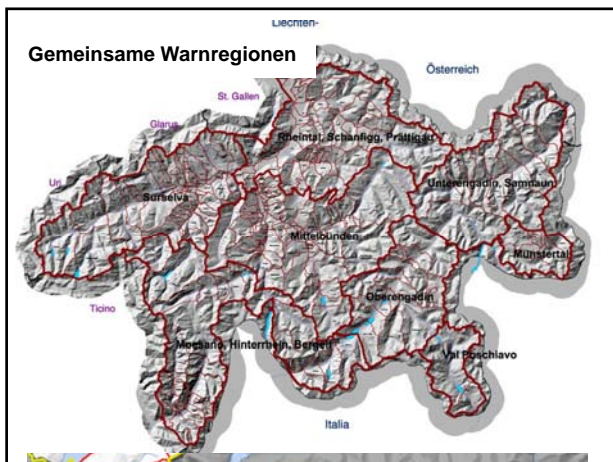 Liechten-
Gemeinsame Warnregionen
Österreich
St. Gallen
Glarus
Rheintal, Schanfigg, Prättigau
Uri
Surselva
Unterengadin, Samnaun
Mittelbünden
Münstertal
Oberengadin
Ticino
Moesano, Hinterrhein, Bergell
Val Poschiavo
Italia